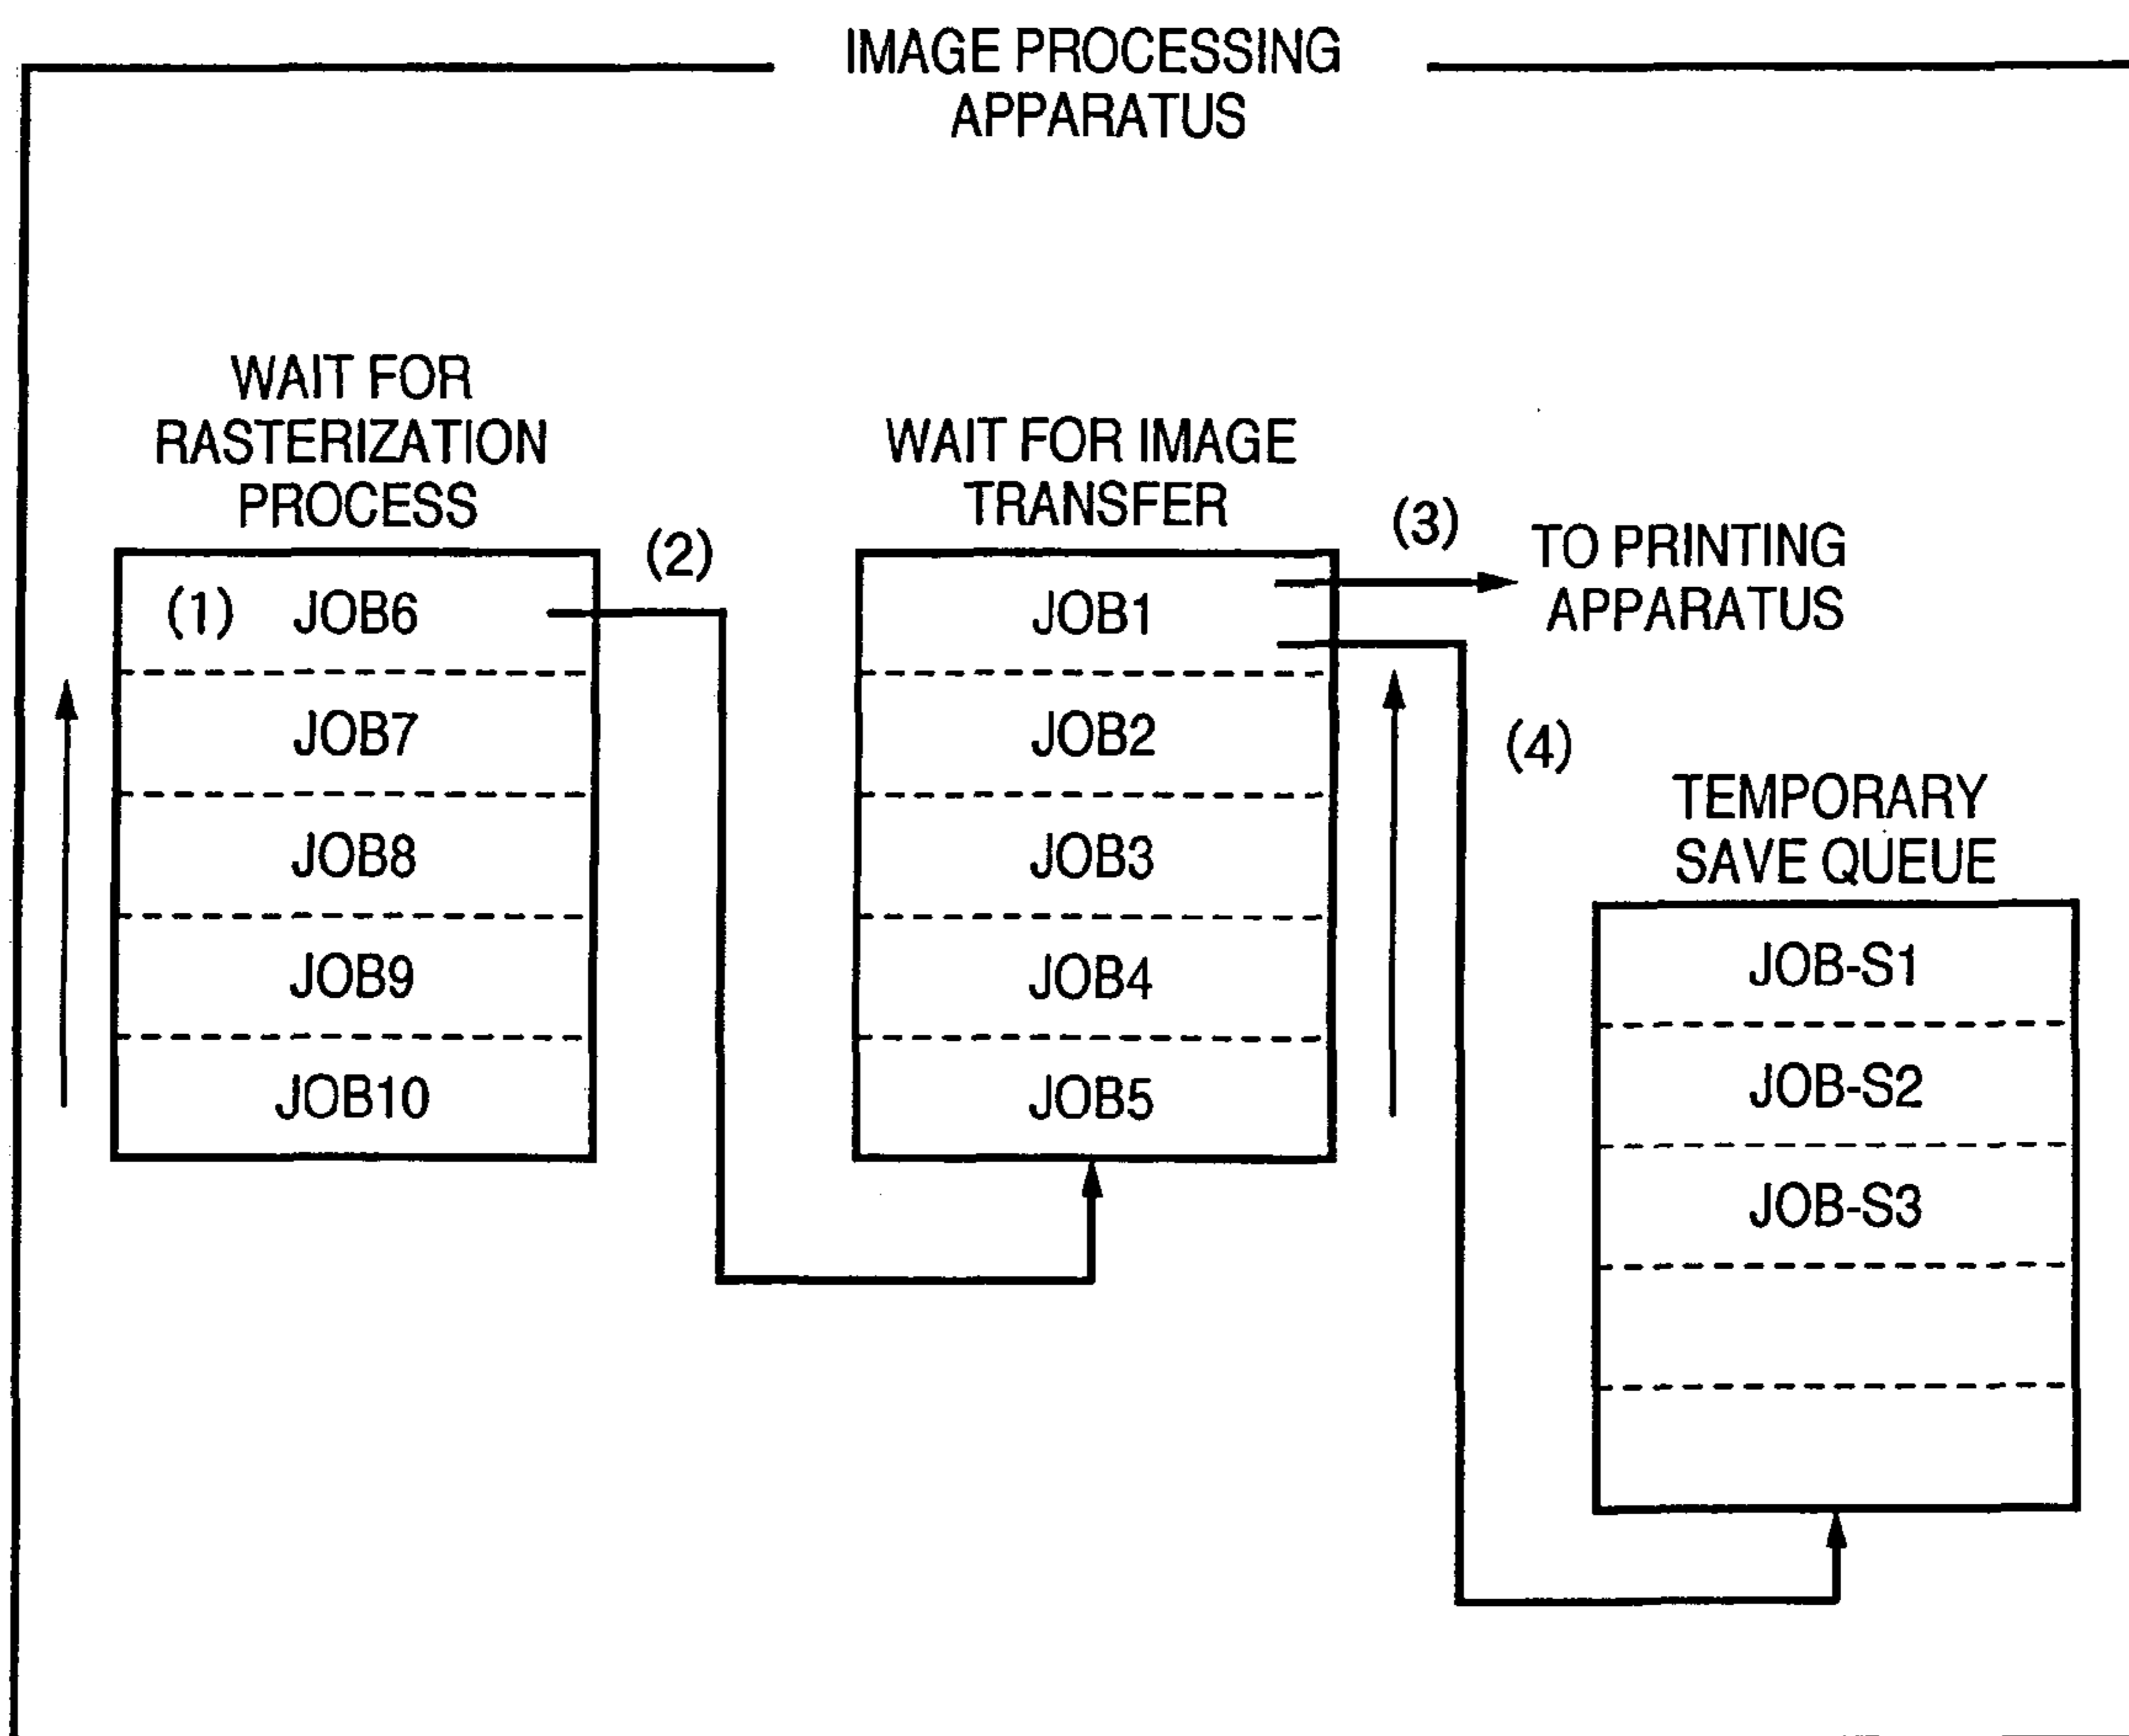 IMAGE PROCESSING
APPARATUS
WAIT FOR
RASTERIZATION
PROCESS
(1) JOB6
JOB7
JOB8
JOB9
JOB10
(2)
WAIT FOR IMAGE
TRANSFER
JOB1
JOB2
JOB3
JOB4
JOB5
(3)
TO PRINTING
APPARATUS
(4)
TEMPORARY
SAVE QUEUE
JOB-S1
JOB-S2
JOB-S3